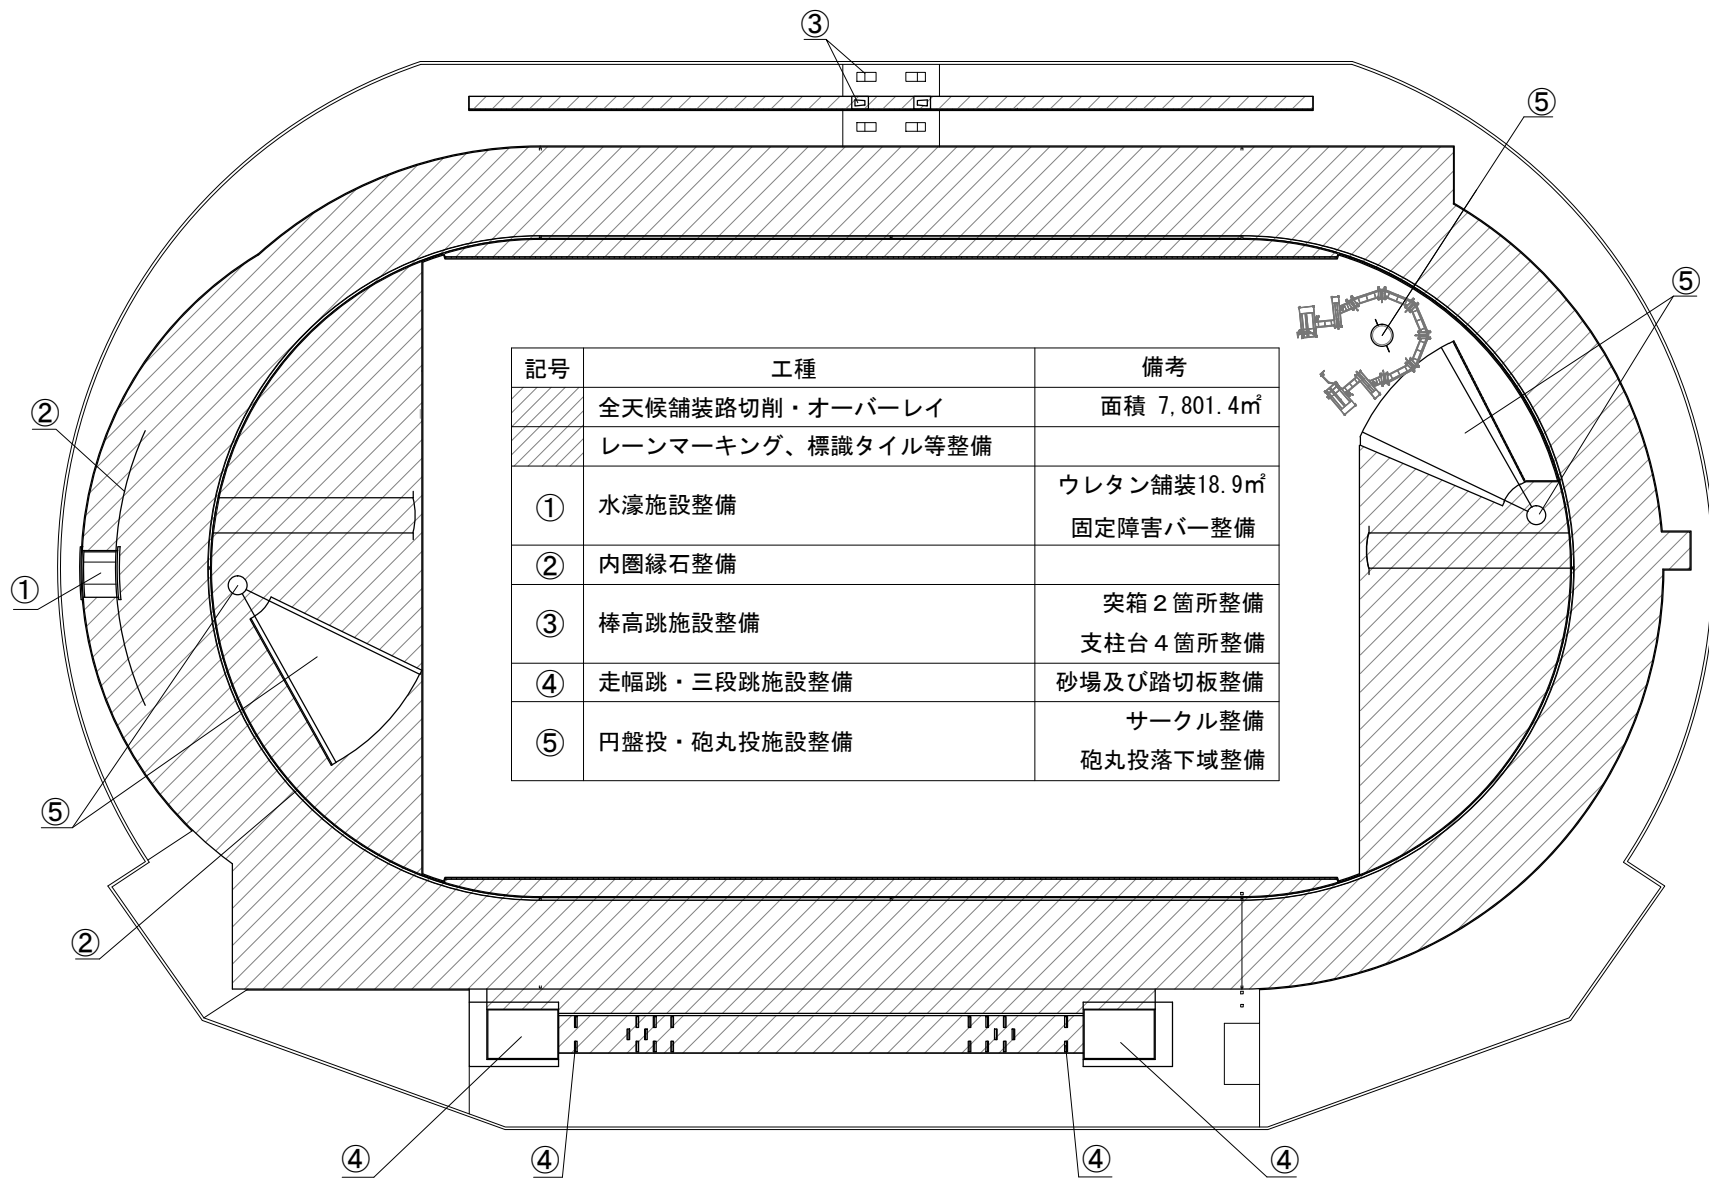 ③
⑤
⑤
②
①
⑤
②
④
④
④
④
記号 工種 備考
全天候舗装路切削・オーバーレイ 面積 7,801.4㎡
レーンマーキング、標識タイル等整備
① 水濠施設整備 ウレタン舗装18.9㎡
固定障害バー整備
② 内圏縁石整備
③ 棒高跳施設整備 突箱２箇所整備
支柱台４箇所整備
④ 走幅跳・三段跳施設整備 砂場及び踏切板整備
⑤ 円盤投・砲丸投施設整備 サークル整備
砲丸投落下域整備